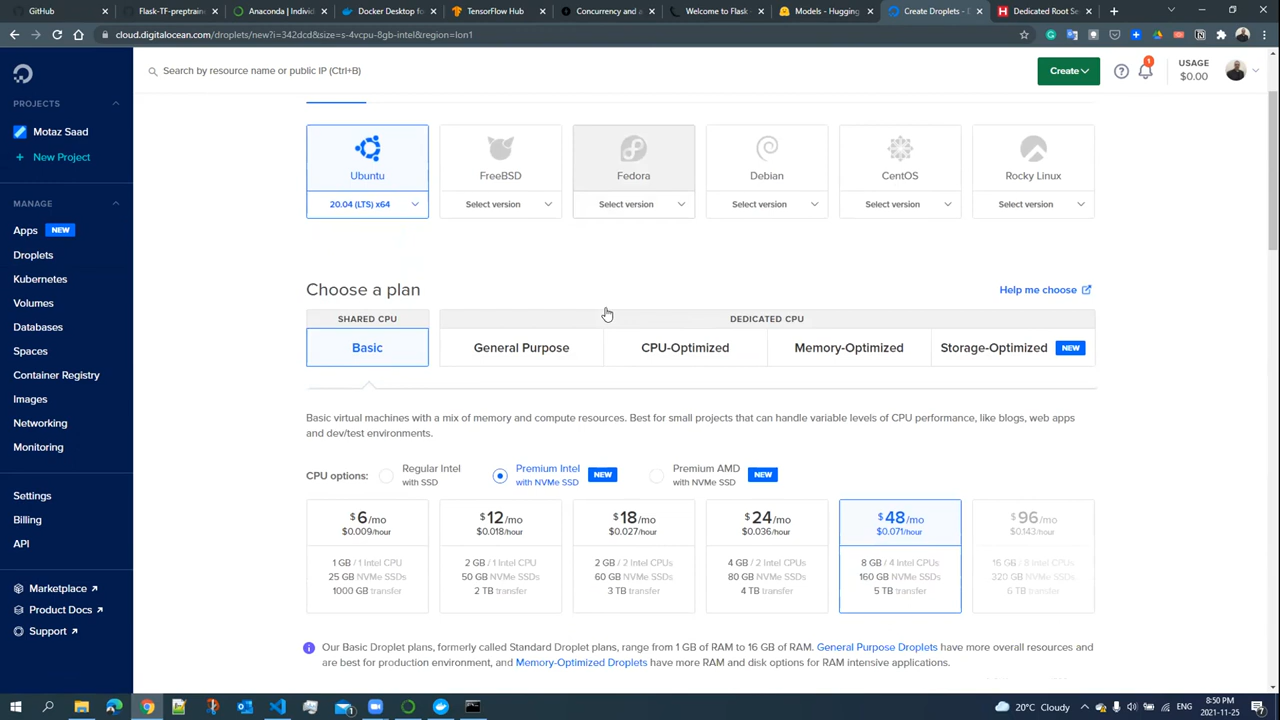 Flask-TF-pretraine
Anaconda | Individ
Docker Desktop fo
TensorFlow Hub
Concurrency and a
Welcome to Flask
Models - Hugging
Create Droplets - D
Dedicated Root Se
cloud.digitalocean.com/droplets/new?i=342dcd&size=s-4vcpu-8gb-intel&region=lon1
Search by resource name or public IP (Ctrl+B)
Create
1
USAGE
$0.00
PROJECTS
Motaz Saad
+ New Project
MANAGE
Apps NEW
Droplets
Kubernetes
Volumes
Databases
Spaces
Container Registry
Images
Networking
Monitoring
Settings
Billing
API
Marketplace
Product Docs
Support
Ubuntu
FreeBSD
Fedora
Debian
CentOS
Rocky Linux
20.04 (LTS) x64
Select version
Select version
Select version
Select version
Select version
Choose a plan
Help me choose
SHARED CPU
DEDICATED CPU
Basic
General Purpose
CPU-Optimized
Memory-Optimized
Storage-Optimized NEW
Basic virtual machines with a mix of memory and compute resources. Best for small projects that can handle variable levels of CPU performance, like blogs, web apps
and dev/test environments.
CPU options:
Regular Intel
with SSD
Premium Intel NEW
with NVMe SSD
Premium AMD NEW
with NVMe SSD
$6/mo
$0.009/hour
1 GB / 1 Intel CPU
25 GB NVMe SSDs
1000 GB transfer
$12/mo
$0.018/hour
2 GB / 1 Intel CPU
50 GB NVMe SSDs
2 TB transfer
$18/mo
$0.027/hour
2 GB / 2 Intel CPUs
60 GB NVMe SSDs
3 TB transfer
$24/mo
$0.036/hour
4 GB / 2 Intel CPUs
80 GB NVMe SSDs
4 TB transfer
$48/mo
$0.071/hour
8 GB / 4 Intel CPUs
160 GB NVMe SSDs
5 TB transfer
$96/mo
$0.143/hour
16 GB / 8 Intel CPUs
320 GB NVMe SSDs
6 TB transfer
Our Basic Droplet plans, formerly called Standard Droplet plans, range from 1 GB of RAM to 16 GB of RAM. General Purpose Droplets have more overall resources and
are best for production environment, and Memory-Optimized Droplets have more RAM and disk options for RAM intensive applications.
20°C Cloudy
ENG
8:50 PM
2021-11-25